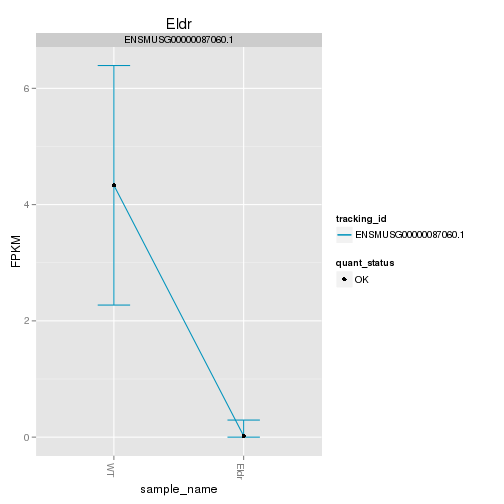 Eldr
ENSMUSG00000087060.1
6
4
2
0
FPKM
WT
Eldr
sample_name
tracking_id
ENSMUSG00000087060.1
quant_status
OK